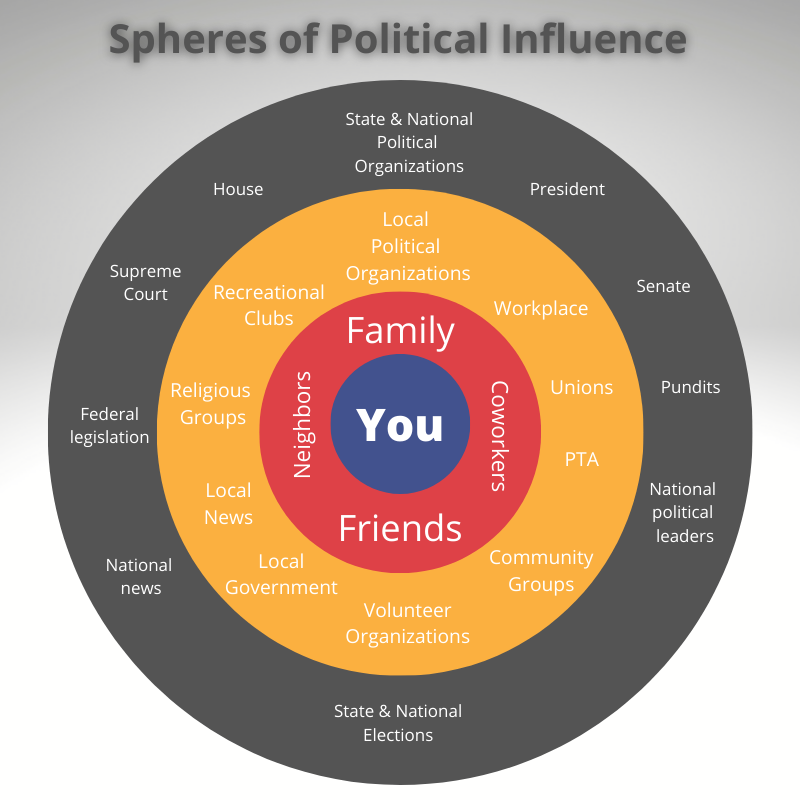 Spheres of Political Influence
State & National
Political
Organizations
House
President
Supreme
Court
Senate
Federal
legislation
Pundits
National
political
leaders
National
news
State & National
Elections
Local
Political
Organizations
Recreational
Clubs
Workplace
Religious
Groups
Unions
PTA
Local
News
Local
Government
Community
Groups
Volunteer
Organizations
Family
Neighbors
Coworkers
Friends
You